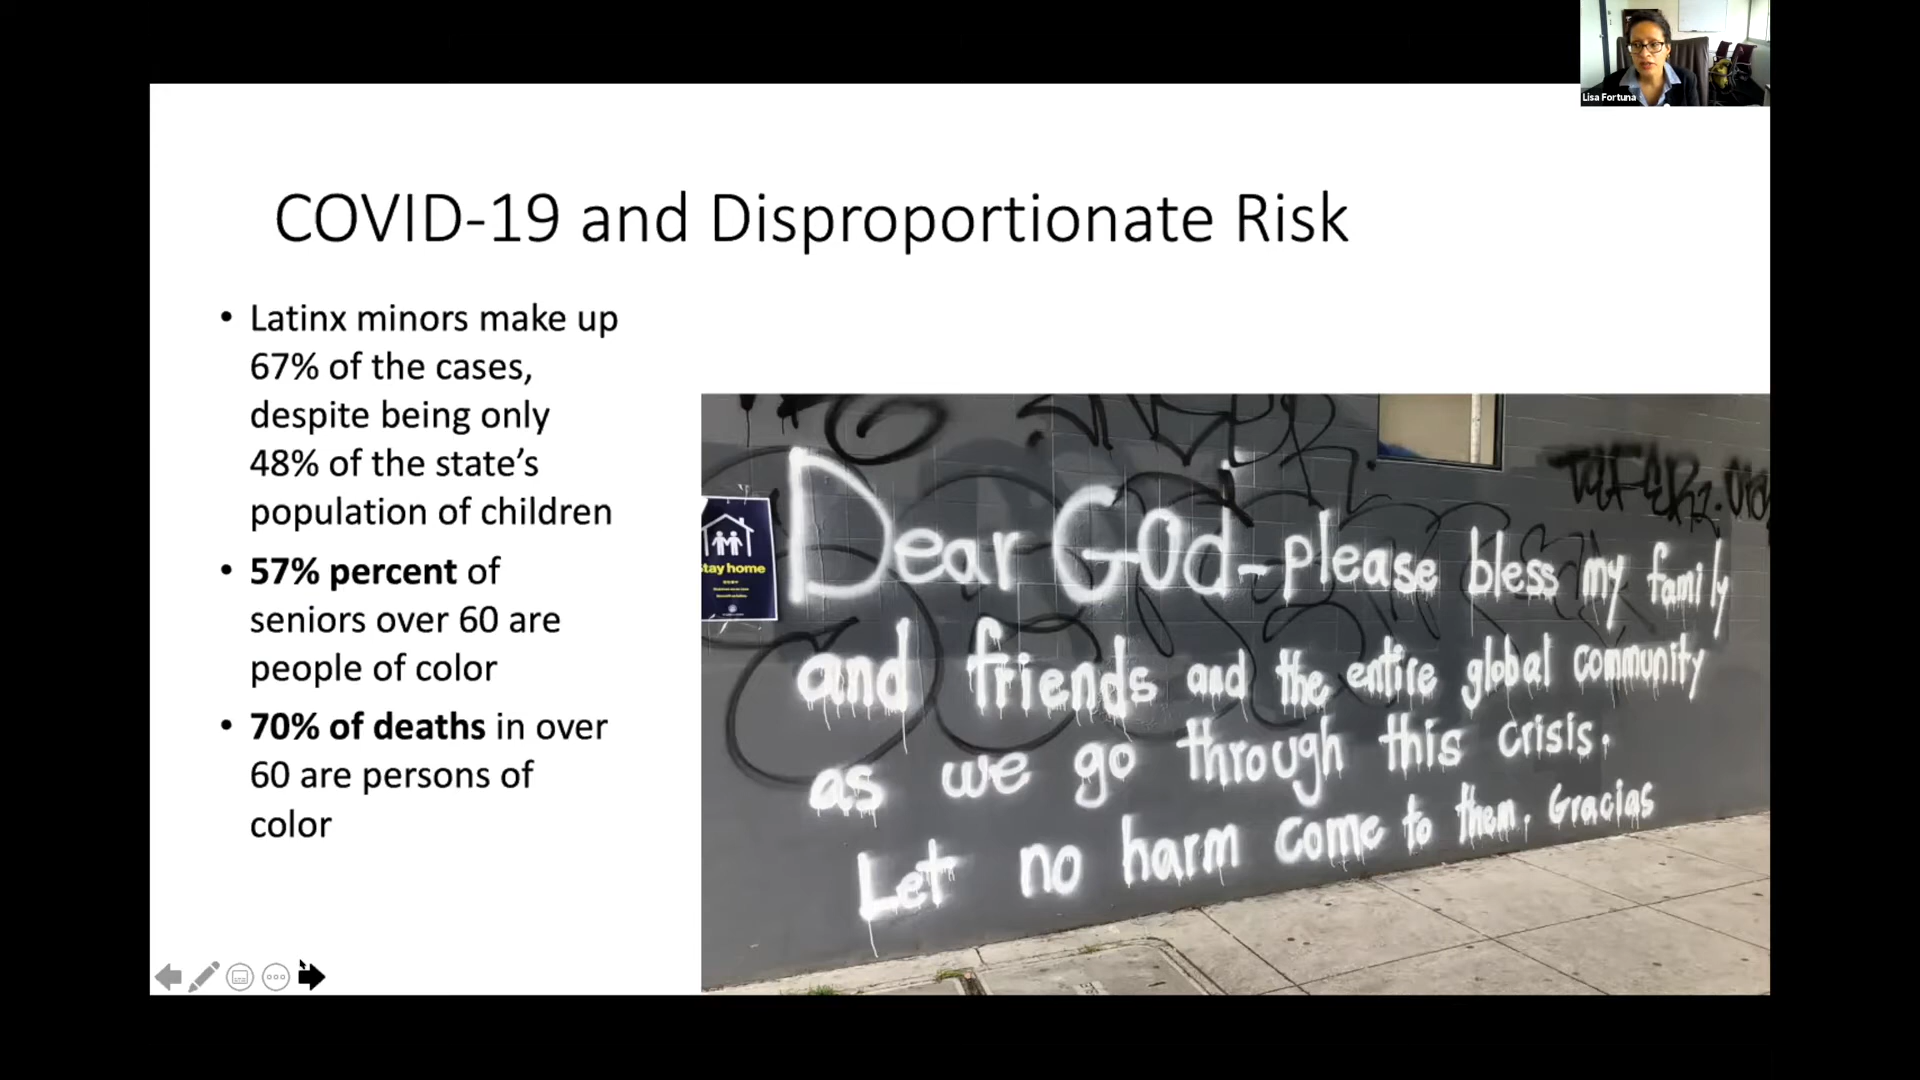 Lisa Fortuna
COVID-19 and Disproportionate Risk
• Latinx minors make up
67% of the cases,
despite being only
48% of the state's
population of children
• 57% percent of
seniors over 60 are
people of color
• 70% of deaths in over
60 are persons of
color
tay home
Dear God - please bless my family
and friends and the entire global community
as we go through this crisis.
Let no harm come to them. Gracias